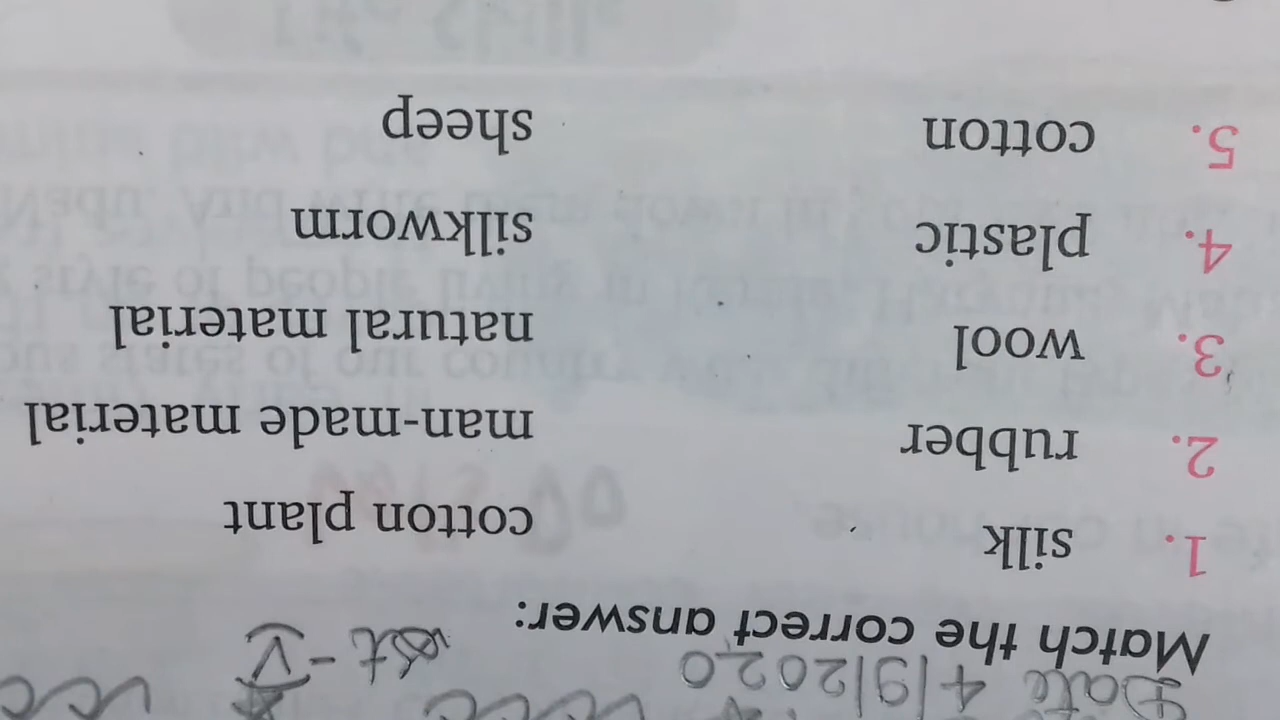 Date 4/9/2020 - V
Match the correct answer:
1. silk cotton plant
2. rubber man-made material
3. wool natural material
4. plastic silkworm
5. cotton sheep